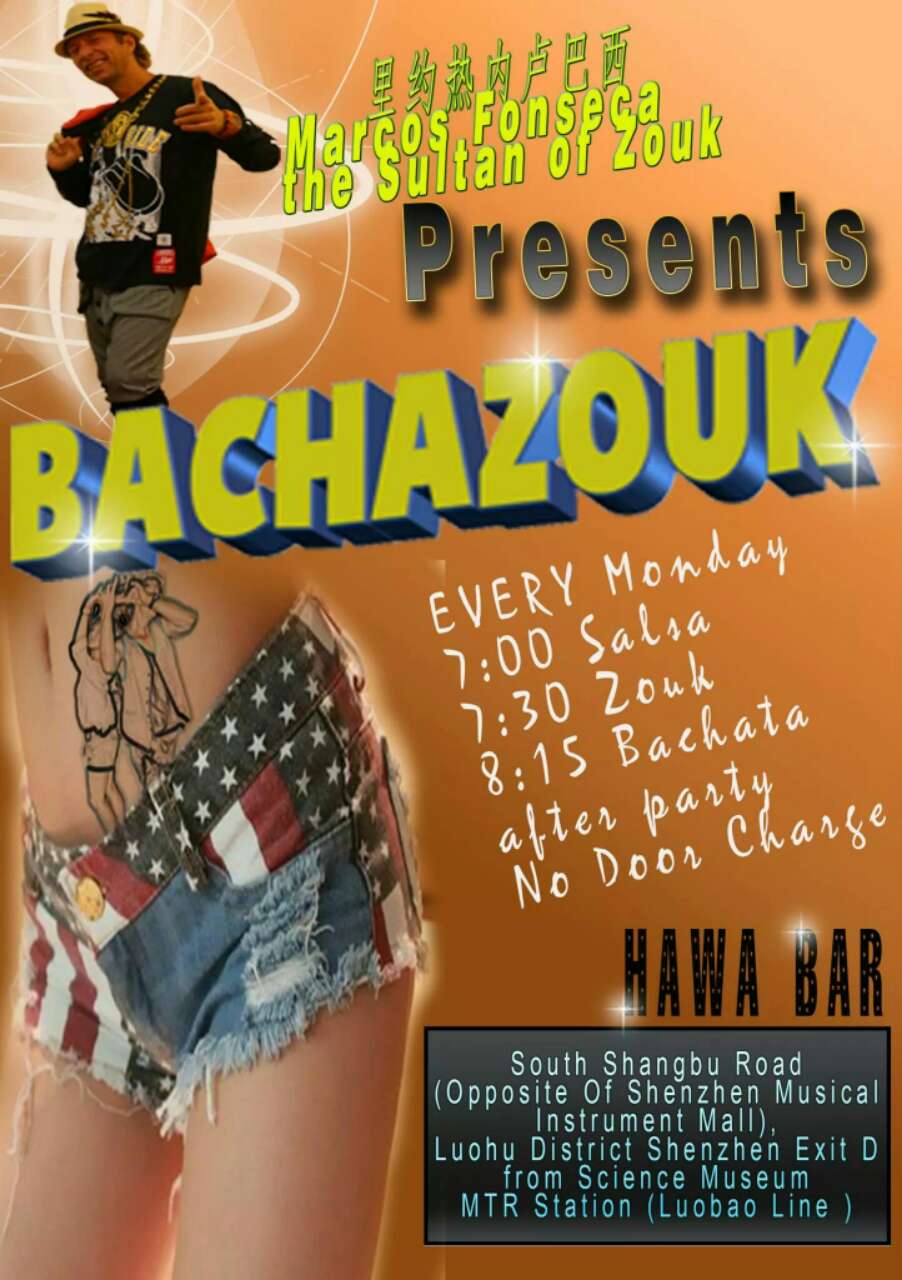 里约热内卢巴西
Marcos Fonseca
the Sultan of Zouk
Presents
BACHAZOUK
EVERY Monday
7:00 Salsa
7:30 Zouk
8:15 Bachata
after party
No Door Charge
HAWA BAR
South Shangbu Road
(Opposite Of Shenzhen Musical
Instrument Mall),
Luohu District Shenzhen Exit D
from Science Museum
MTR Station (Luobao Line )